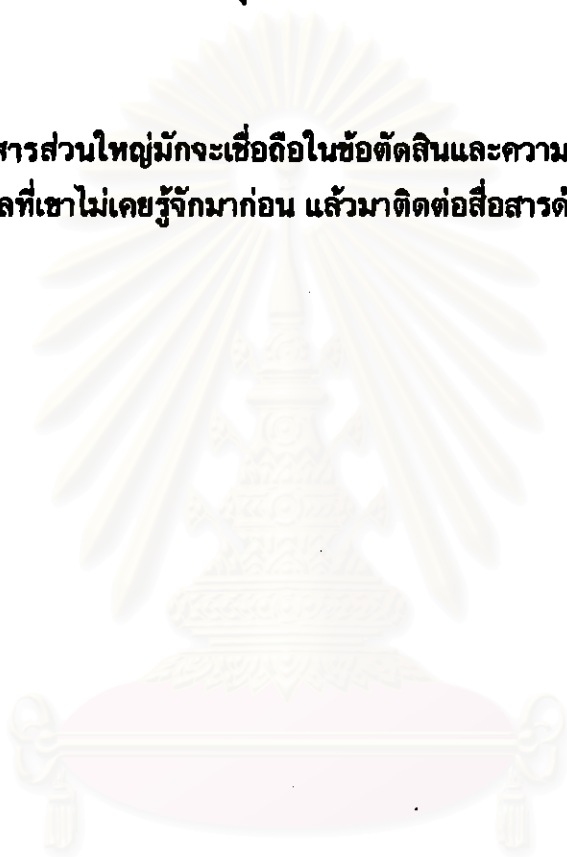 สารส่วนใหญ่มักจะเชื่อถือในข้อตัดสินและความ
ลที่เขาไม่เคยรู้จักมาก่อน แล้วมาติดต่อสื่อสารด้